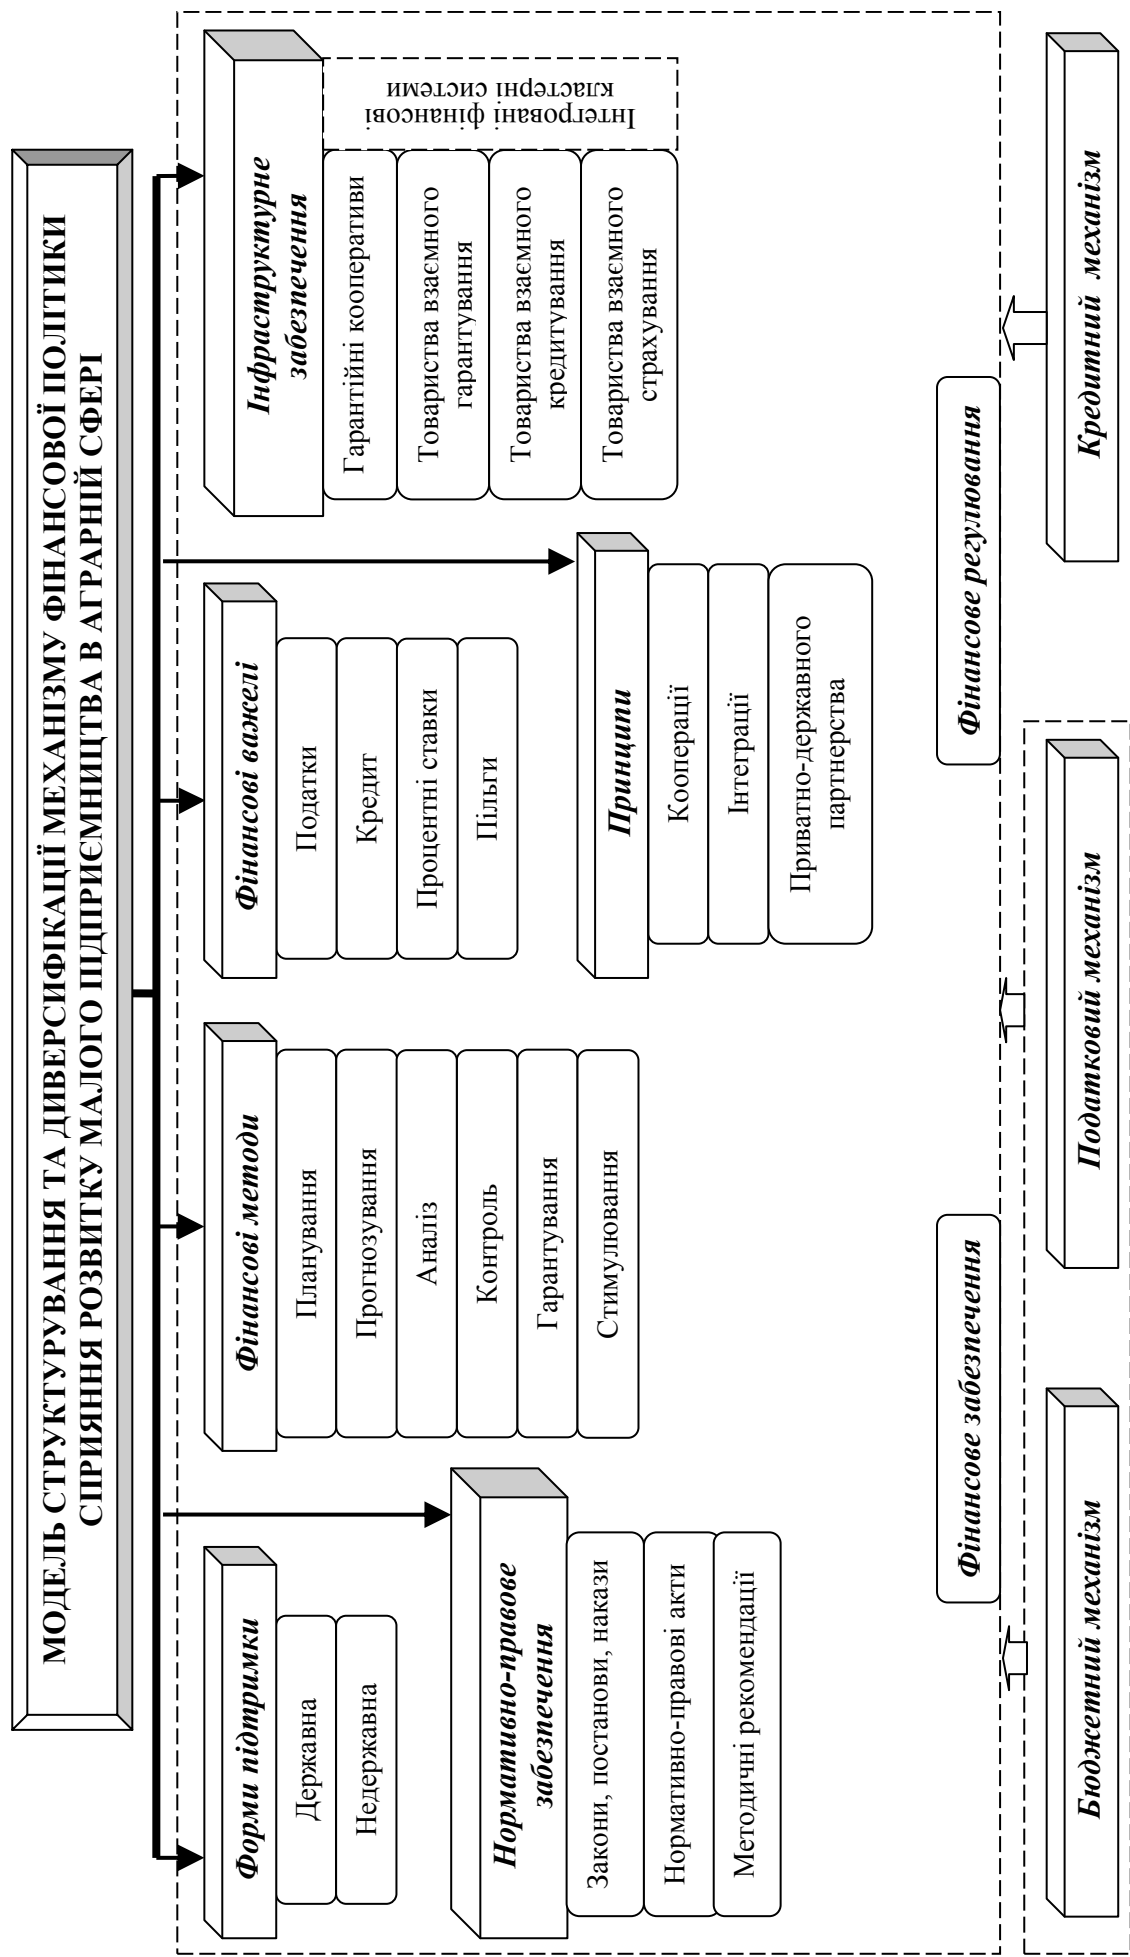 МОДЕЛЬ СТРУКТУРУВАННЯ ТА ДИВЕРСИФІКАЦІЇ МЕХАНІЗМУ ФІНАНСОВОЇ ПОЛІТИКИ
СПРИЯННЯ РОЗВИТКУ МАЛОГО ПІДПРИЄМНИЦТВА В АГРАРНІЙ СФЕРІ
Форми підтримки
Державна
Недержавна
Нормативно-правове
забезпечення
Закони, постанови, накази
Нормативно-правові акти
Методичні рекомендації
Фінансові методи
Планування
Прогнозування
Аналіз
Контроль
Гарантування
Стимулювання
Фінансові важелі
Податки
Кредит
Процентні ставки
Пільги
Принципи
Кооперації
Інтеграції
Приватно-державного
партнерства
Інфраструктурне
забезпечення
Гарантійні кооперативи
Товариства взаємного
гарантування
Товариства взаємного
кредитування
Товариства взаємного
страхування
Інтегровані фінансові
кластерні системи
Фінансове забезпечення
Фінансове регулювання
Бюджетний механізм
Податковий механізм
Кредитний механізм